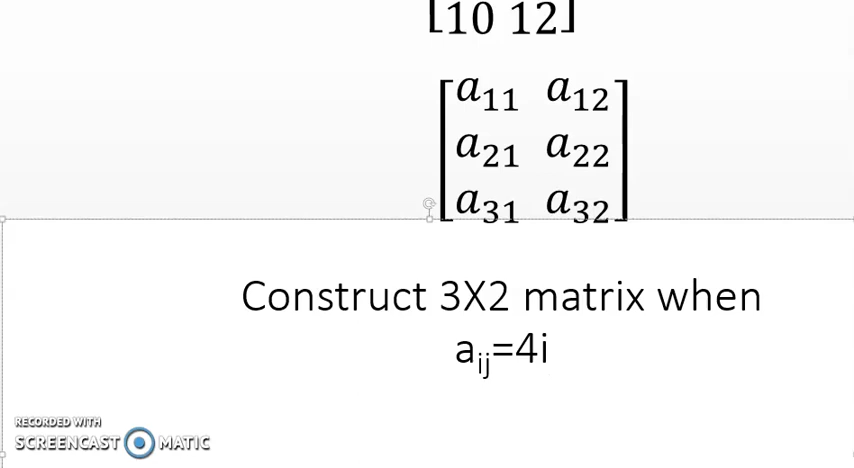 [10 12]
[a₁₁ a₁₂]
[a₂₁ a₂₂]
[a₃₁ a₃₂]
Construct 3X2 matrix when
aᵢⱼ=4i
RECORDED WITH
SCREENCAST MATIC